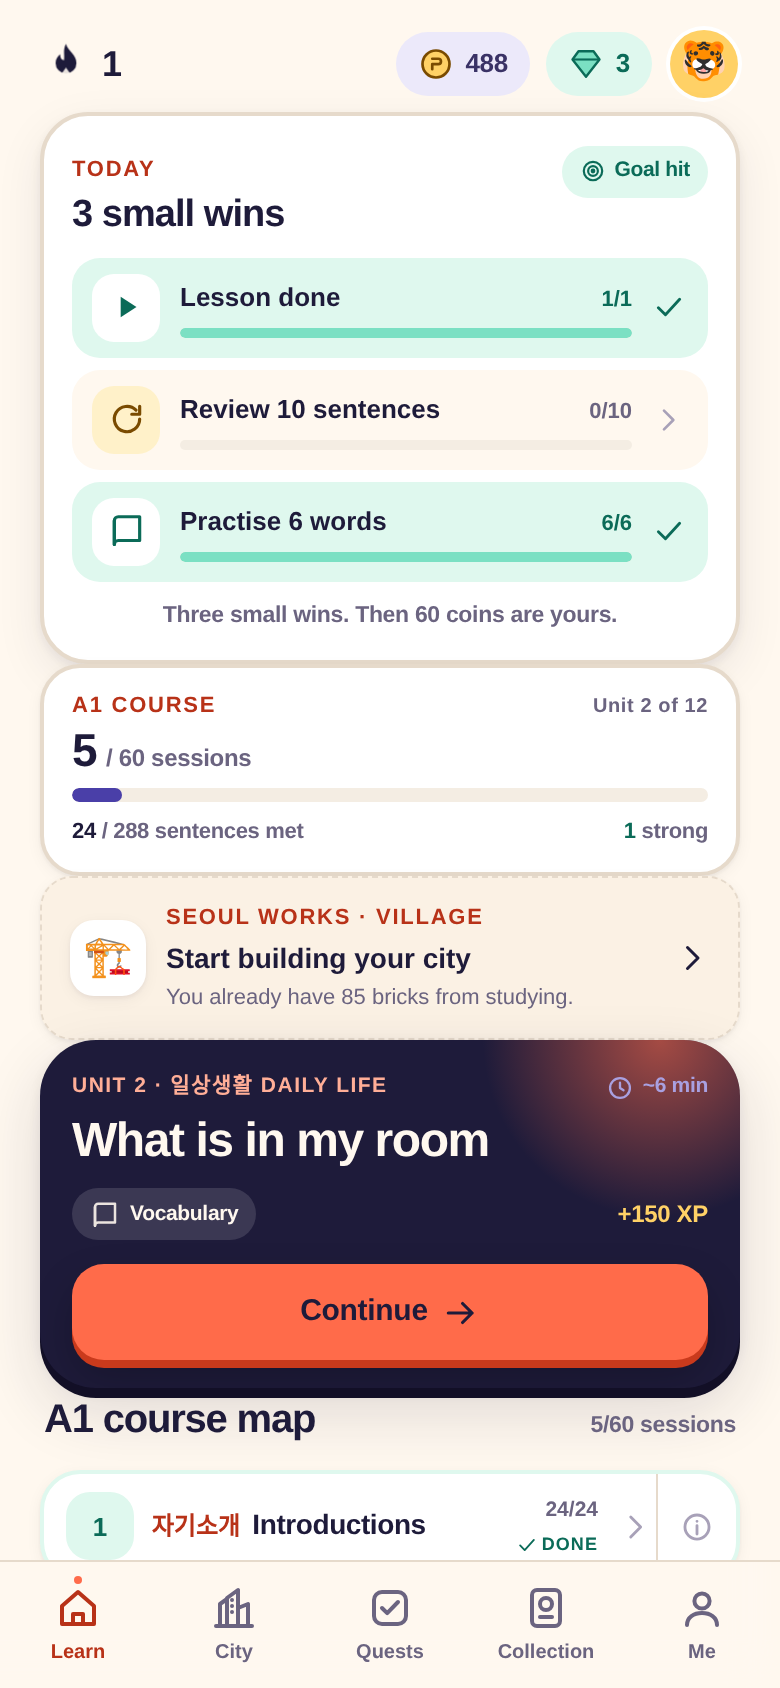 1
488
3
TODAY
Goal hit
3 small wins
Lesson done
1/1
Review 10 sentences
0/10
Practise 6 words
6/6
Three small wins. Then 60 coins are yours.
A1 COURSE
Unit 2 of 12
5 / 60 sessions
24 / 288 sentences met
1 strong
SEOUL WORKS · VILLAGE
Start building your city
You already have 85 bricks from studying.
UNIT 2 · 일상생활 DAILY LIFE
~6 min
What is in my room
Vocabulary
+150 XP
Continue
A1 course map
5/60 sessions
1
자기소개 Introductions
24/24
DONE
Learn
City
Quests
Collection
Me